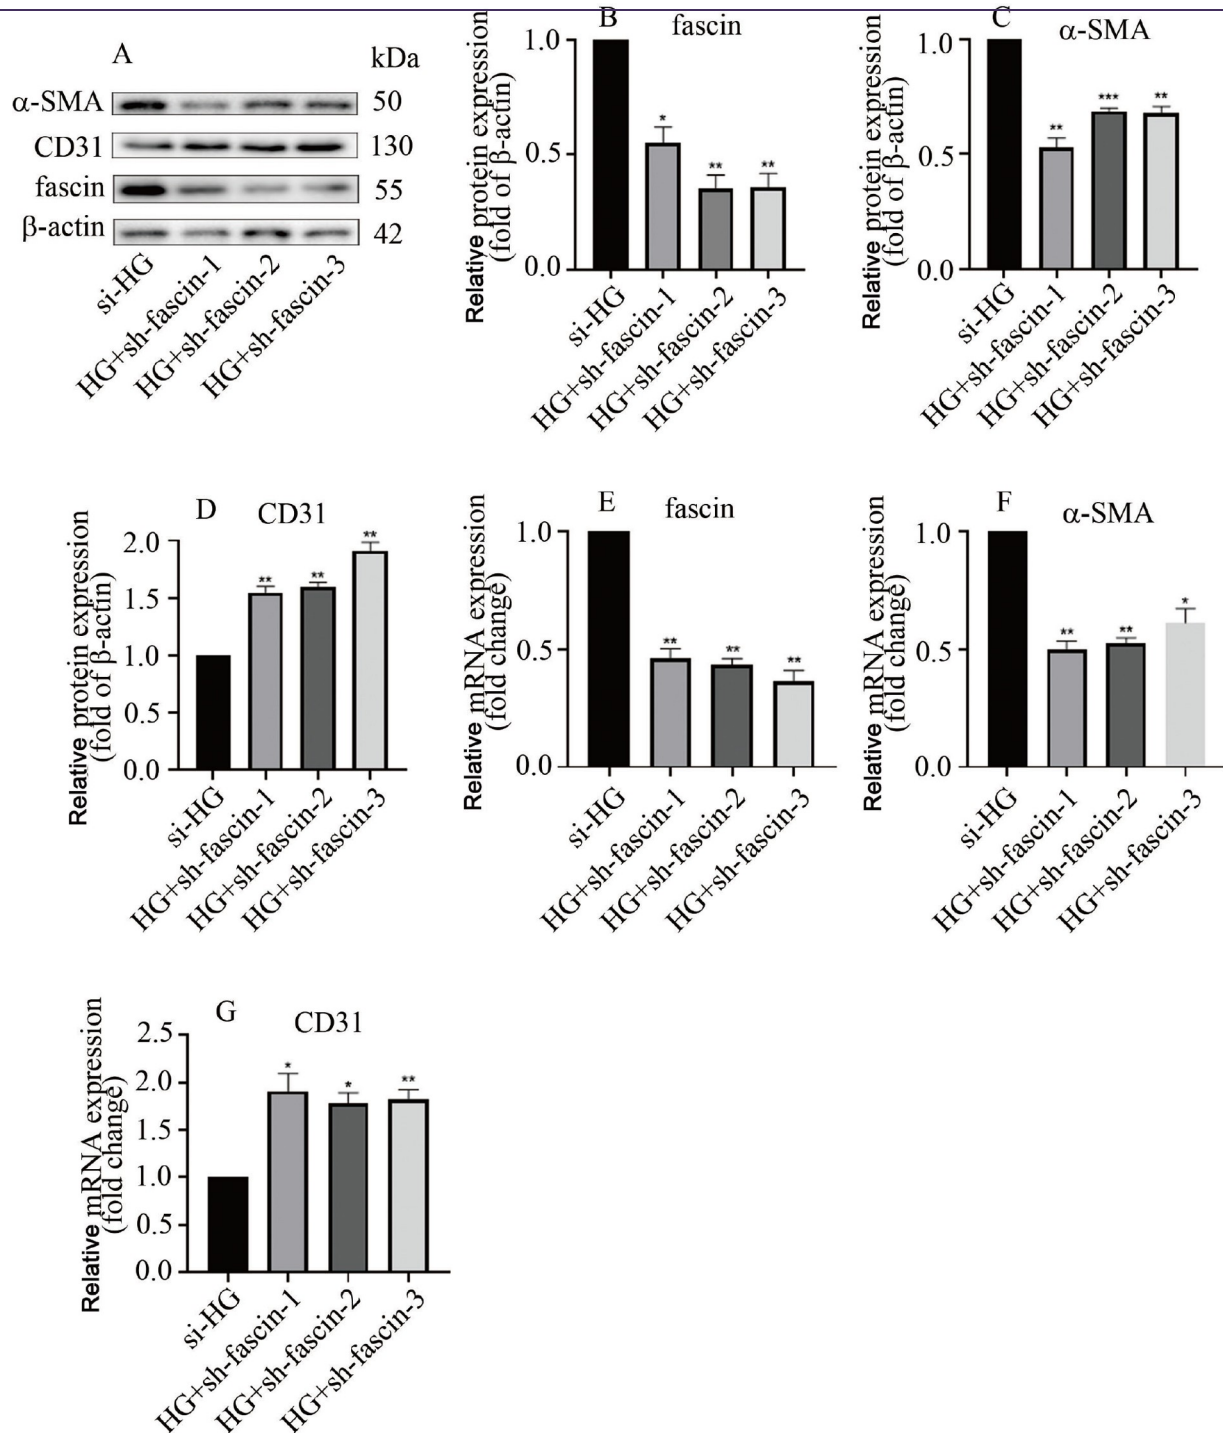 A
kDa
α-SMA
50
CD31
130
fascin
55
β-actin
42
si-HG
HG+sh-fascin-1
HG+sh-fascin-2
HG+sh-fascin-3
B
fascin
Relative protein expression
(fold of β-actin)
1.0
0.5
0.0
*
**
**
si-HG
HG+sh-fascin-1
HG+sh-fascin-2
HG+sh-fascin-3
C
α-SMA
Relative protein expression
(fold of β-actin)
1.0
0.5
0.0
**
***
**
si-HG
HG+sh-fascin-1
HG+sh-fascin-2
HG+sh-fascin-3
D
CD31
Relative protein expression
(fold of β-actin)
2.0
1.5
1.0
0.5
0.0
**
**
**
si-HG
HG+sh-fascin-1
HG+sh-fascin-2
HG+sh-fascin-3
E
fascin
Relative mRNA expression
(fold change)
1.0
0.5
0.0
**
**
**
si-HG
HG+sh-fascin-1
HG+sh-fascin-2
HG+sh-fascin-3
F
α-SMA
Relative mRNA expression
(fold change)
1.0
0.5
0.0
**
**
*
si-HG
HG+sh-fascin-1
HG+sh-fascin-2
HG+sh-fascin-3
G
CD31
Relative mRNA expression
(fold change)
2.5
2.0
1.5
1.0
0.5
0.0
*
*
**
si-HG
HG+sh-fascin-1
HG+sh-fascin-2
HG+sh-fascin-3